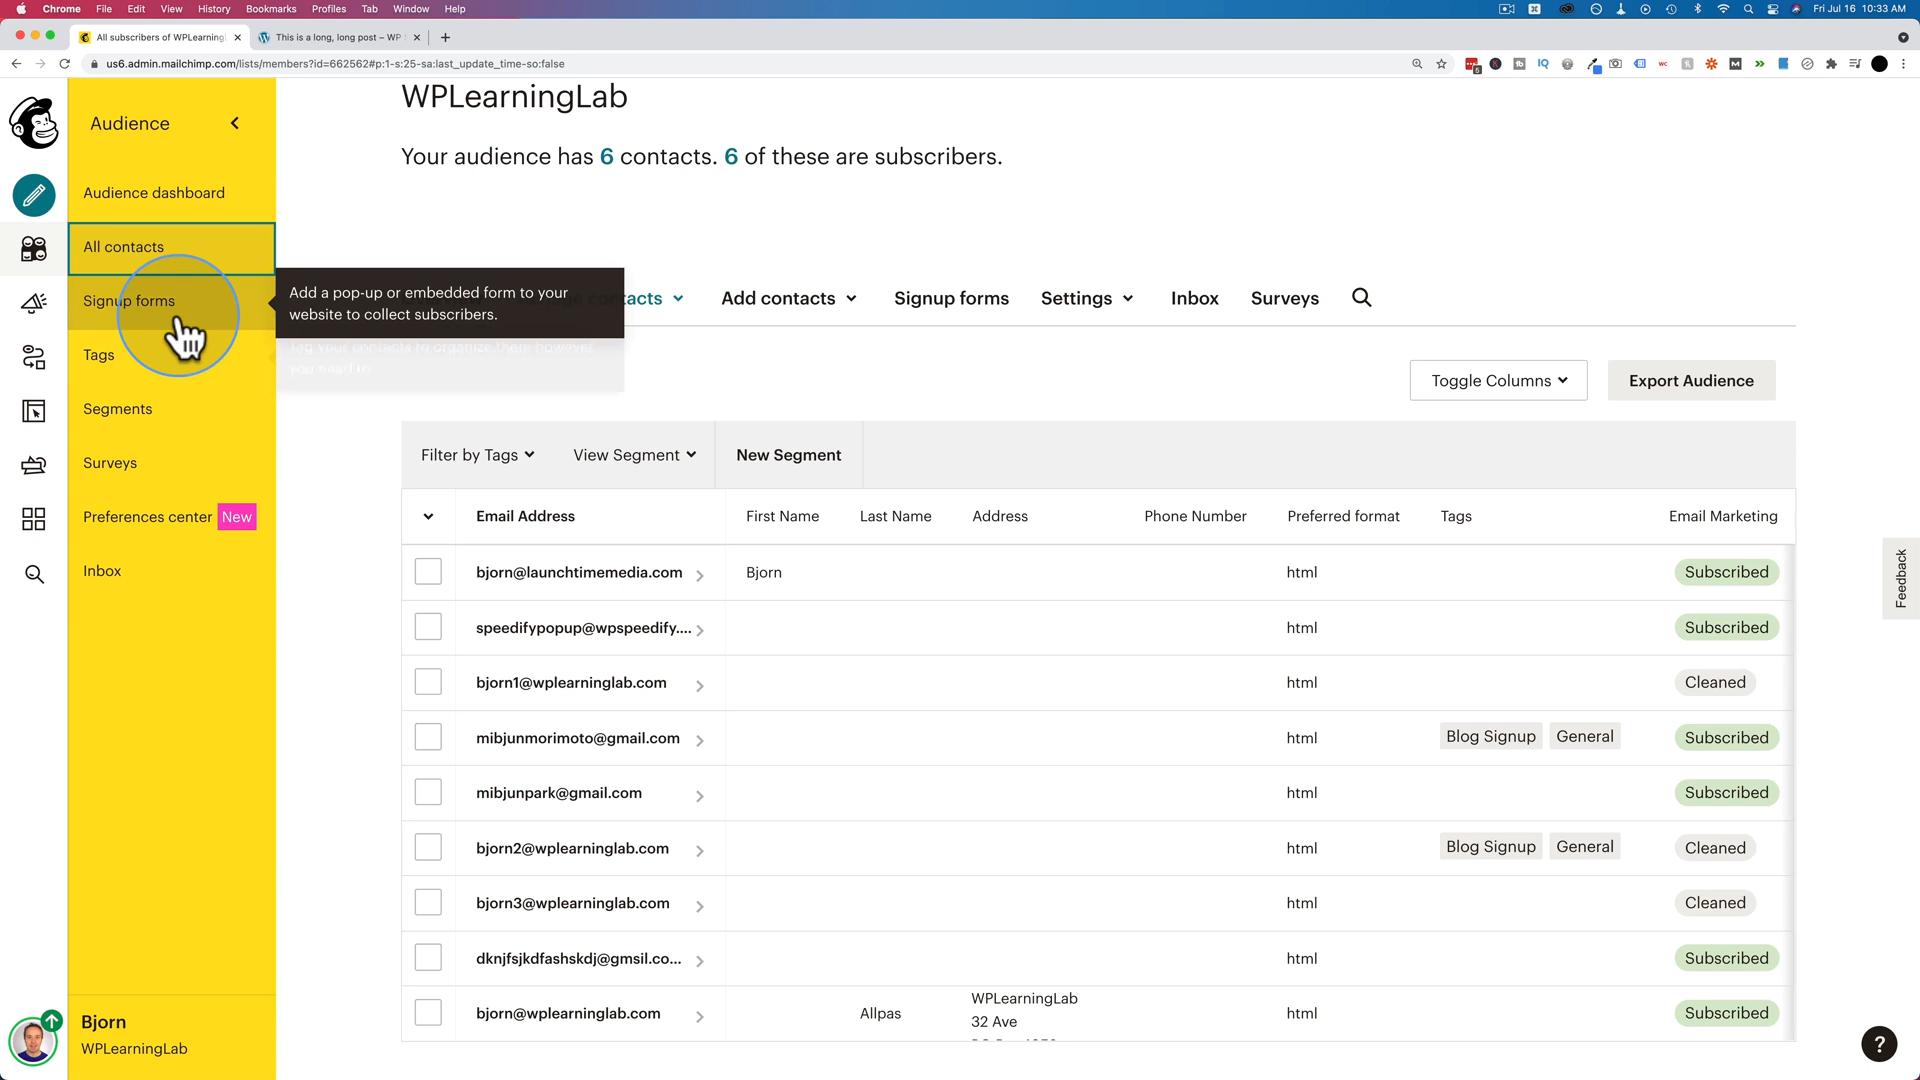 Chrome File Edit View History Bookmarks Profiles Tab Window Help Fri Jul 16 10:33 AM
All subscribers of WPLearningL This is a long, long post – WP
us6.admin.mailchimp.com/lists/members?id=662562#p:1-s:25-sa:last_update_time-so:false
Audience
Audience dashboard
All contacts
Signup forms
Tags
Segments
Surveys
Preferences center New
Inbox
Bjorn
WPLearningLab
WPLearningLab
Your audience has 6 contacts. 6 of these are subscribers.
Add a pop-up or embedded form to your
website to collect subscribers.
Tag your contacts to organize them however
you need to.
contacts Add contacts Signup forms Settings Inbox Surveys
Toggle Columns Export Audience
Filter by Tags View Segment New Segment
Email Address First Name Last Name Address Phone Number Preferred format Tags Email Marketing
bjorn@launchtimemedia.com Bjorn html Subscribed
speedifypopup@wpspeedify.... html Subscribed
bjorn1@wplearninglab.com html Cleaned
mibjunmorimoto@gmail.com html Blog Signup General Subscribed
mibjunpark@gmail.com html Subscribed
bjorn2@wplearninglab.com html Blog Signup General Cleaned
bjorn3@wplearninglab.com html Cleaned
dknjfsjkdfashskdj@gmsil.co... html Subscribed
bjorn@wplearninglab.com Allpas WPLearningLab html Subscribed
32 Ave
Feedback
?